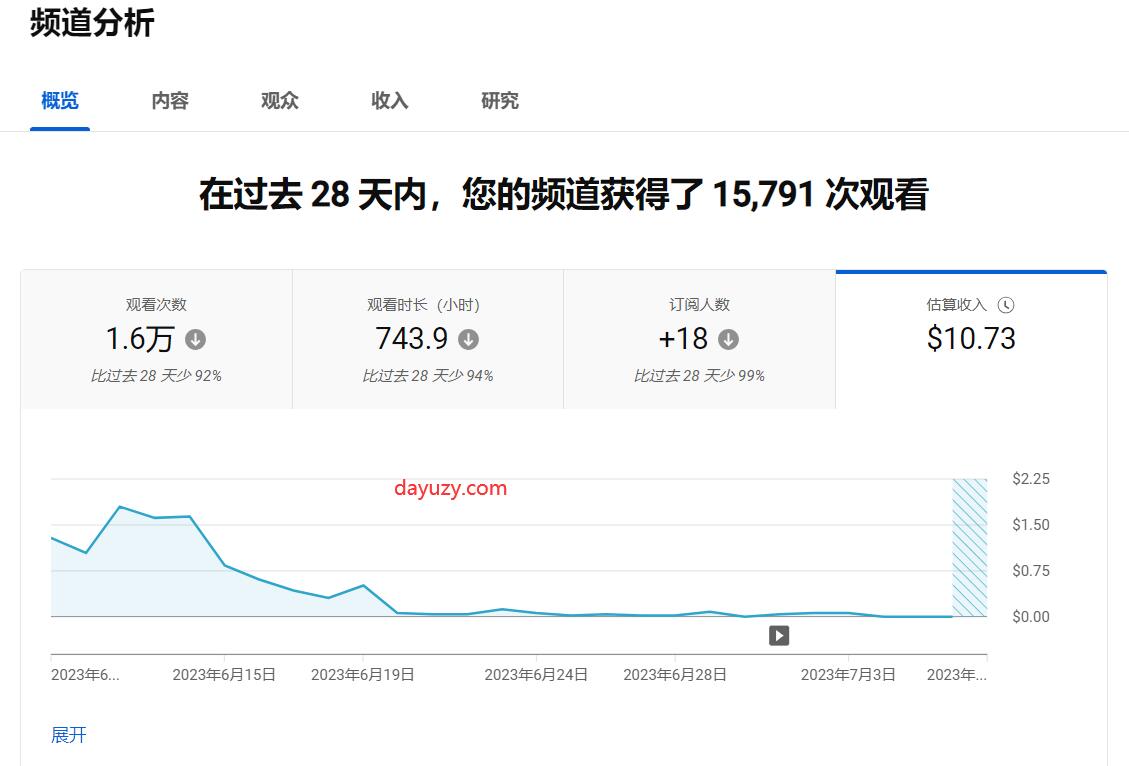 频道分析
概览 内容 观众 收入 研究
在过去 28 天内，您的频道获得了 15,791 次观看
观看次数
1.6万
比过去 28 天少 92%
观看时长（小时）
743.9
比过去 28 天少 94%
订阅人数
+18
比过去 28 天少 99%
估算收入
$10.73
dayuzy.com
$2.25
$1.50
$0.75
$0.00
2023年6... 2023年6月15日 2023年6月19日 2023年6月24日 2023年6月28日 2023年7月3日 2023年...
展开